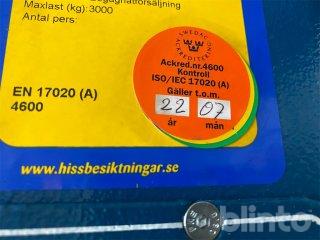 Maxlast (kg):3000
Antal pers:
EN 17020 (A)
4600
SWEDAC
ACKREDITERING
Ackred.nr.4600
Kontroll
ISO/IEC 17020 (A)
Gäller t.o.m.
22 07
år mån
www.hissbesiktningar.se
blinto